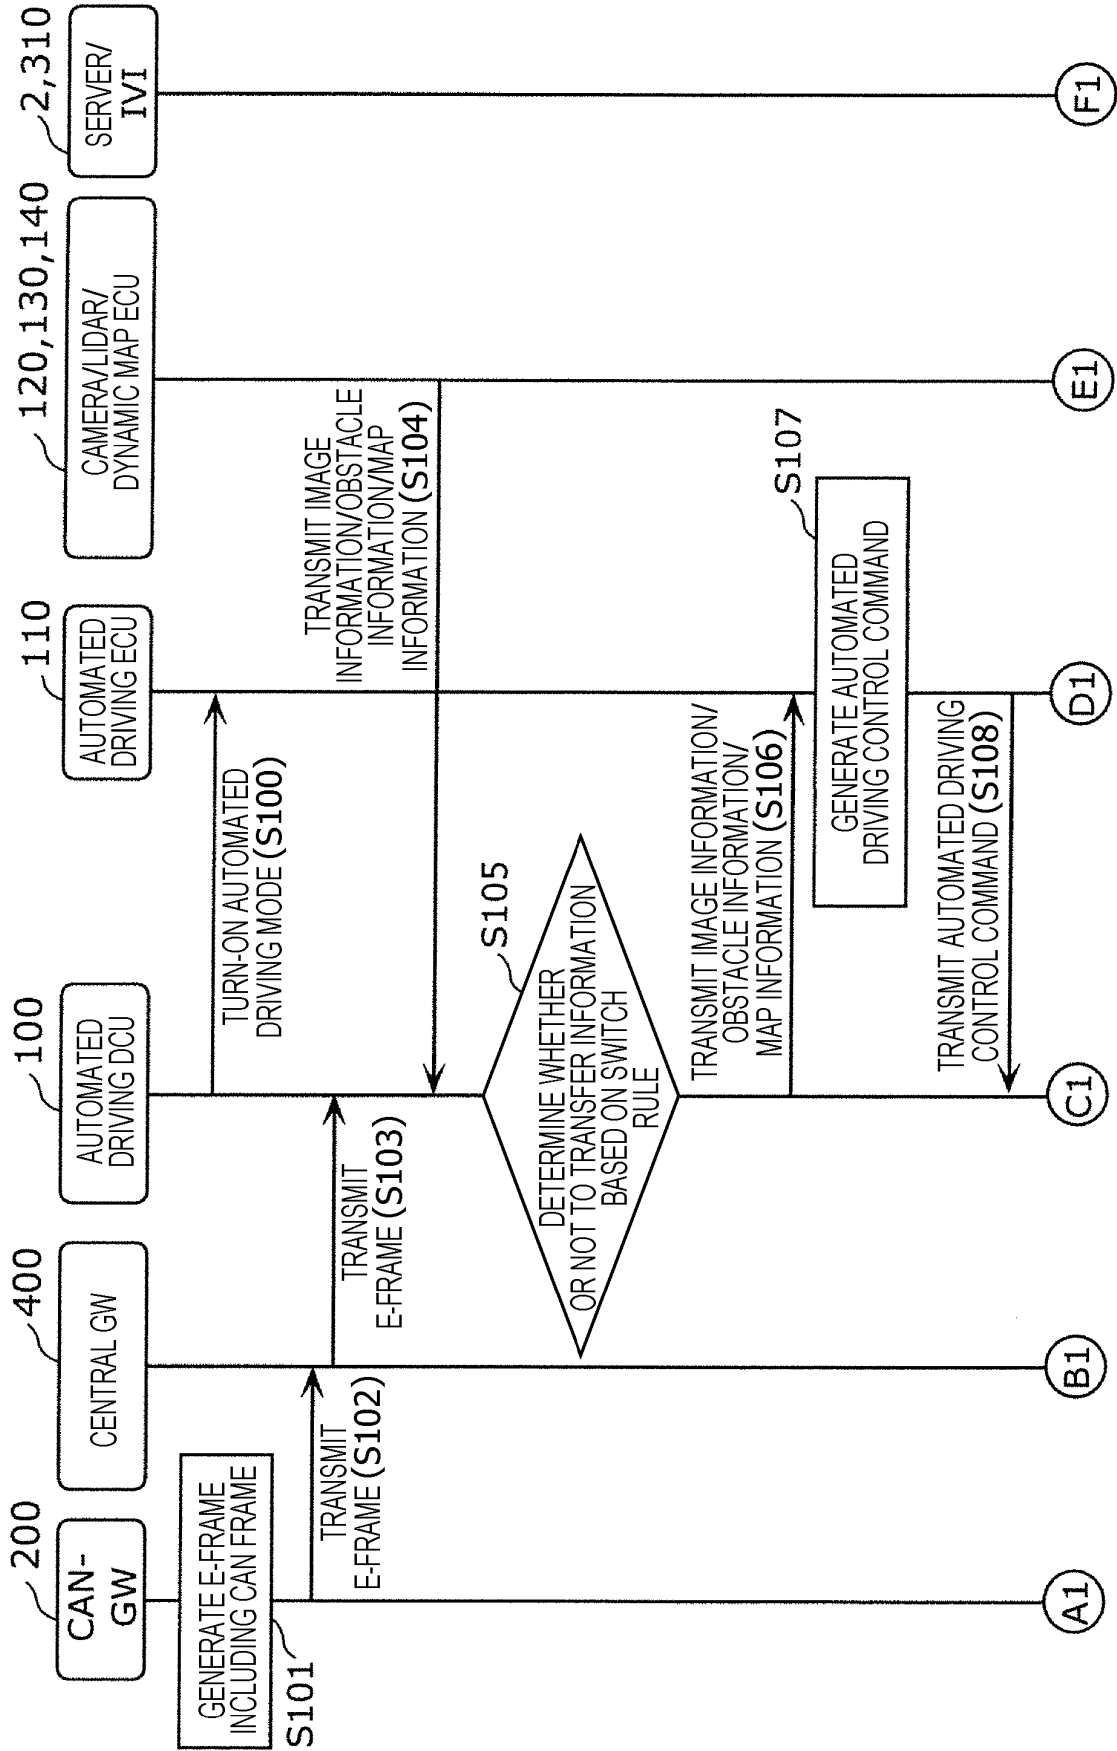 200
CAN-
GW
400
CENTRAL GW
100
AUTOMATED
DRIVING DCU
110
AUTOMATED
DRIVING ECU
120,130,140
CAMERA/LIDAR/
DYNAMIC MAP ECU
2,310
SERVER/
IVI
TURN-ON AUTOMATED
DRIVING MODE (S100)
GENERATE E-FRAME
INCLUDING CAN FRAME
S101
TRANSMIT
E-FRAME (S102)
TRANSMIT
E-FRAME (S103)
TRANSMIT IMAGE
INFORMATION/OBSTACLE
INFORMATION/MAP
INFORMATION (S104)
S105
DETERMINE WHETHER
OR NOT TO TRANSFER INFORMATION
BASED ON SWITCH
RULE
TRANSMIT IMAGE INFORMATION/
OBSTACLE INFORMATION/
MAP INFORMATION (S106)
S107
GENERATE AUTOMATED
DRIVING CONTROL COMMAND
TRANSMIT AUTOMATED DRIVING
CONTROL COMMAND (S108)
A1
B1
C1
D1
E1
F1